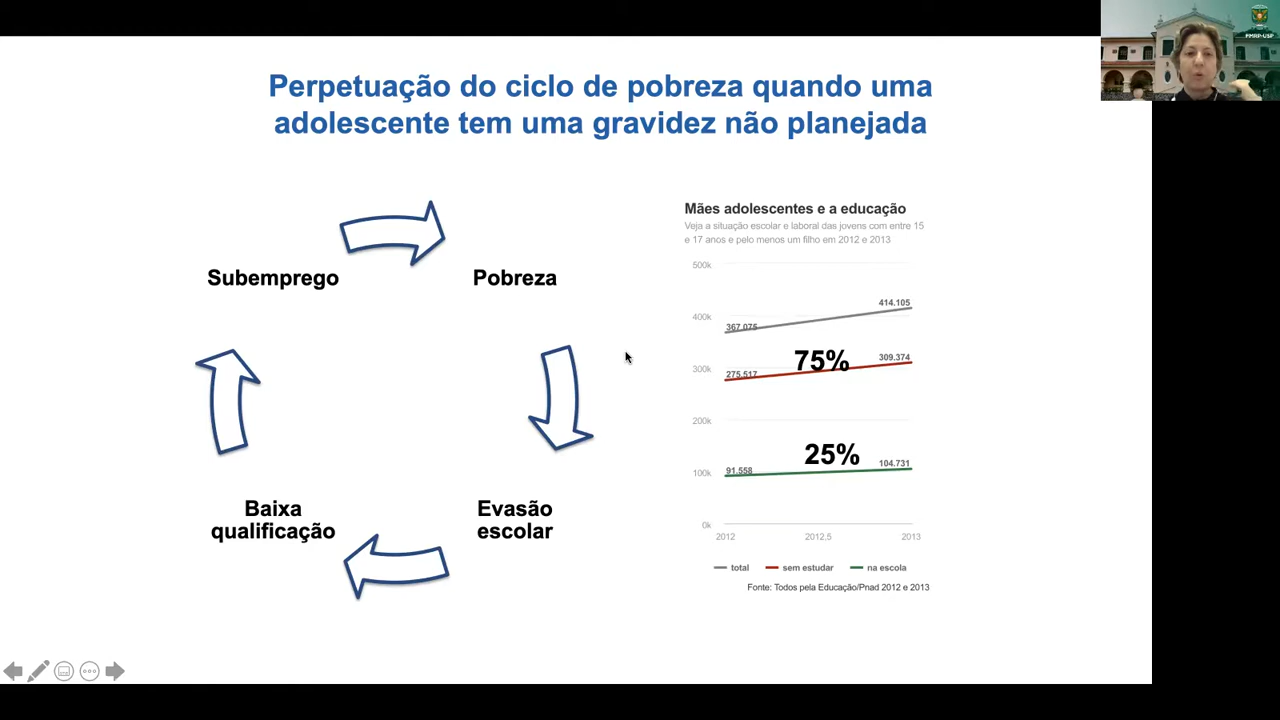 FMRP-USP
Perpetuação do ciclo de pobreza quando uma
adolescente tem uma gravidez não planejada
Subemprego
Pobreza
Baixa
qualificação
Evasão
escolar
Mães adolescentes e a educação
Veja a situação escolar e laboral das jovens com entre 15
e 17 anos e pelo menos um filho em 2012 e 2013
500k
400k
300k
200k
100k
0k
367.075
414.105
75%
275.517
309.374
25%
91.558
104.731
2012
2012,5
2013
total
sem estudar
na escola
Fonte: Todos pela Educação/Pnad 2012 e 2013